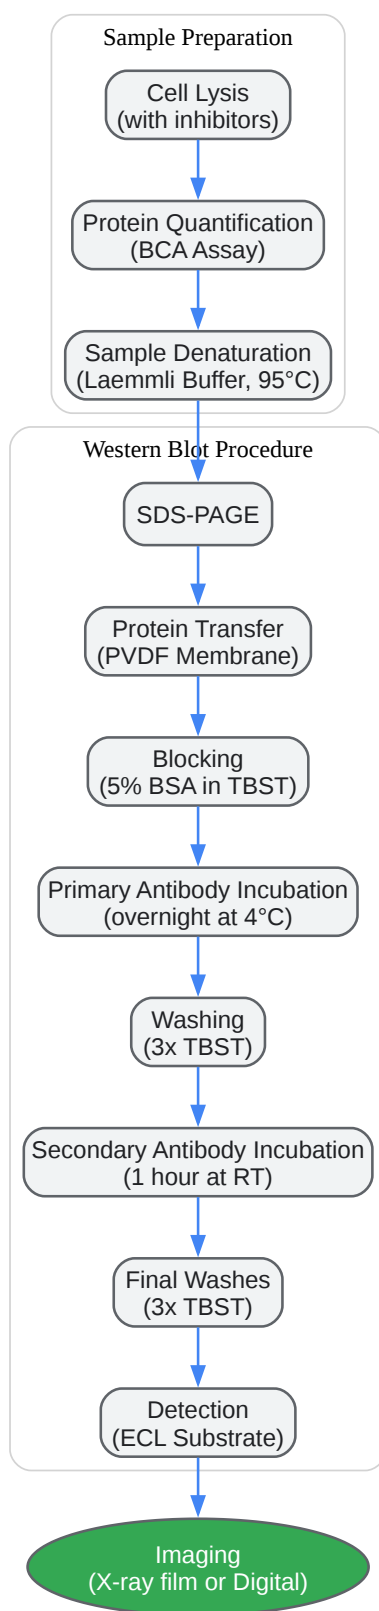 Sample Preparation
Cell Lysis
(with inhibitors)
Protein Quantification
(BCA Assay)
Sample Denaturation
(Laemmli Buffer, 95°C)
Western Blot Procedure
SDS-PAGE
Protein Transfer
(PVDF Membrane)
Blocking
(5% BSA in TBST)
Primary Antibody Incubation
(overnight at 4°C)
Washing
(3x TBST)
Secondary Antibody Incubation
(1 hour at RT)
Final Washes
(3x TBST)
Detection
(ECL Substrate)
Imaging
(X-ray film or Digital)